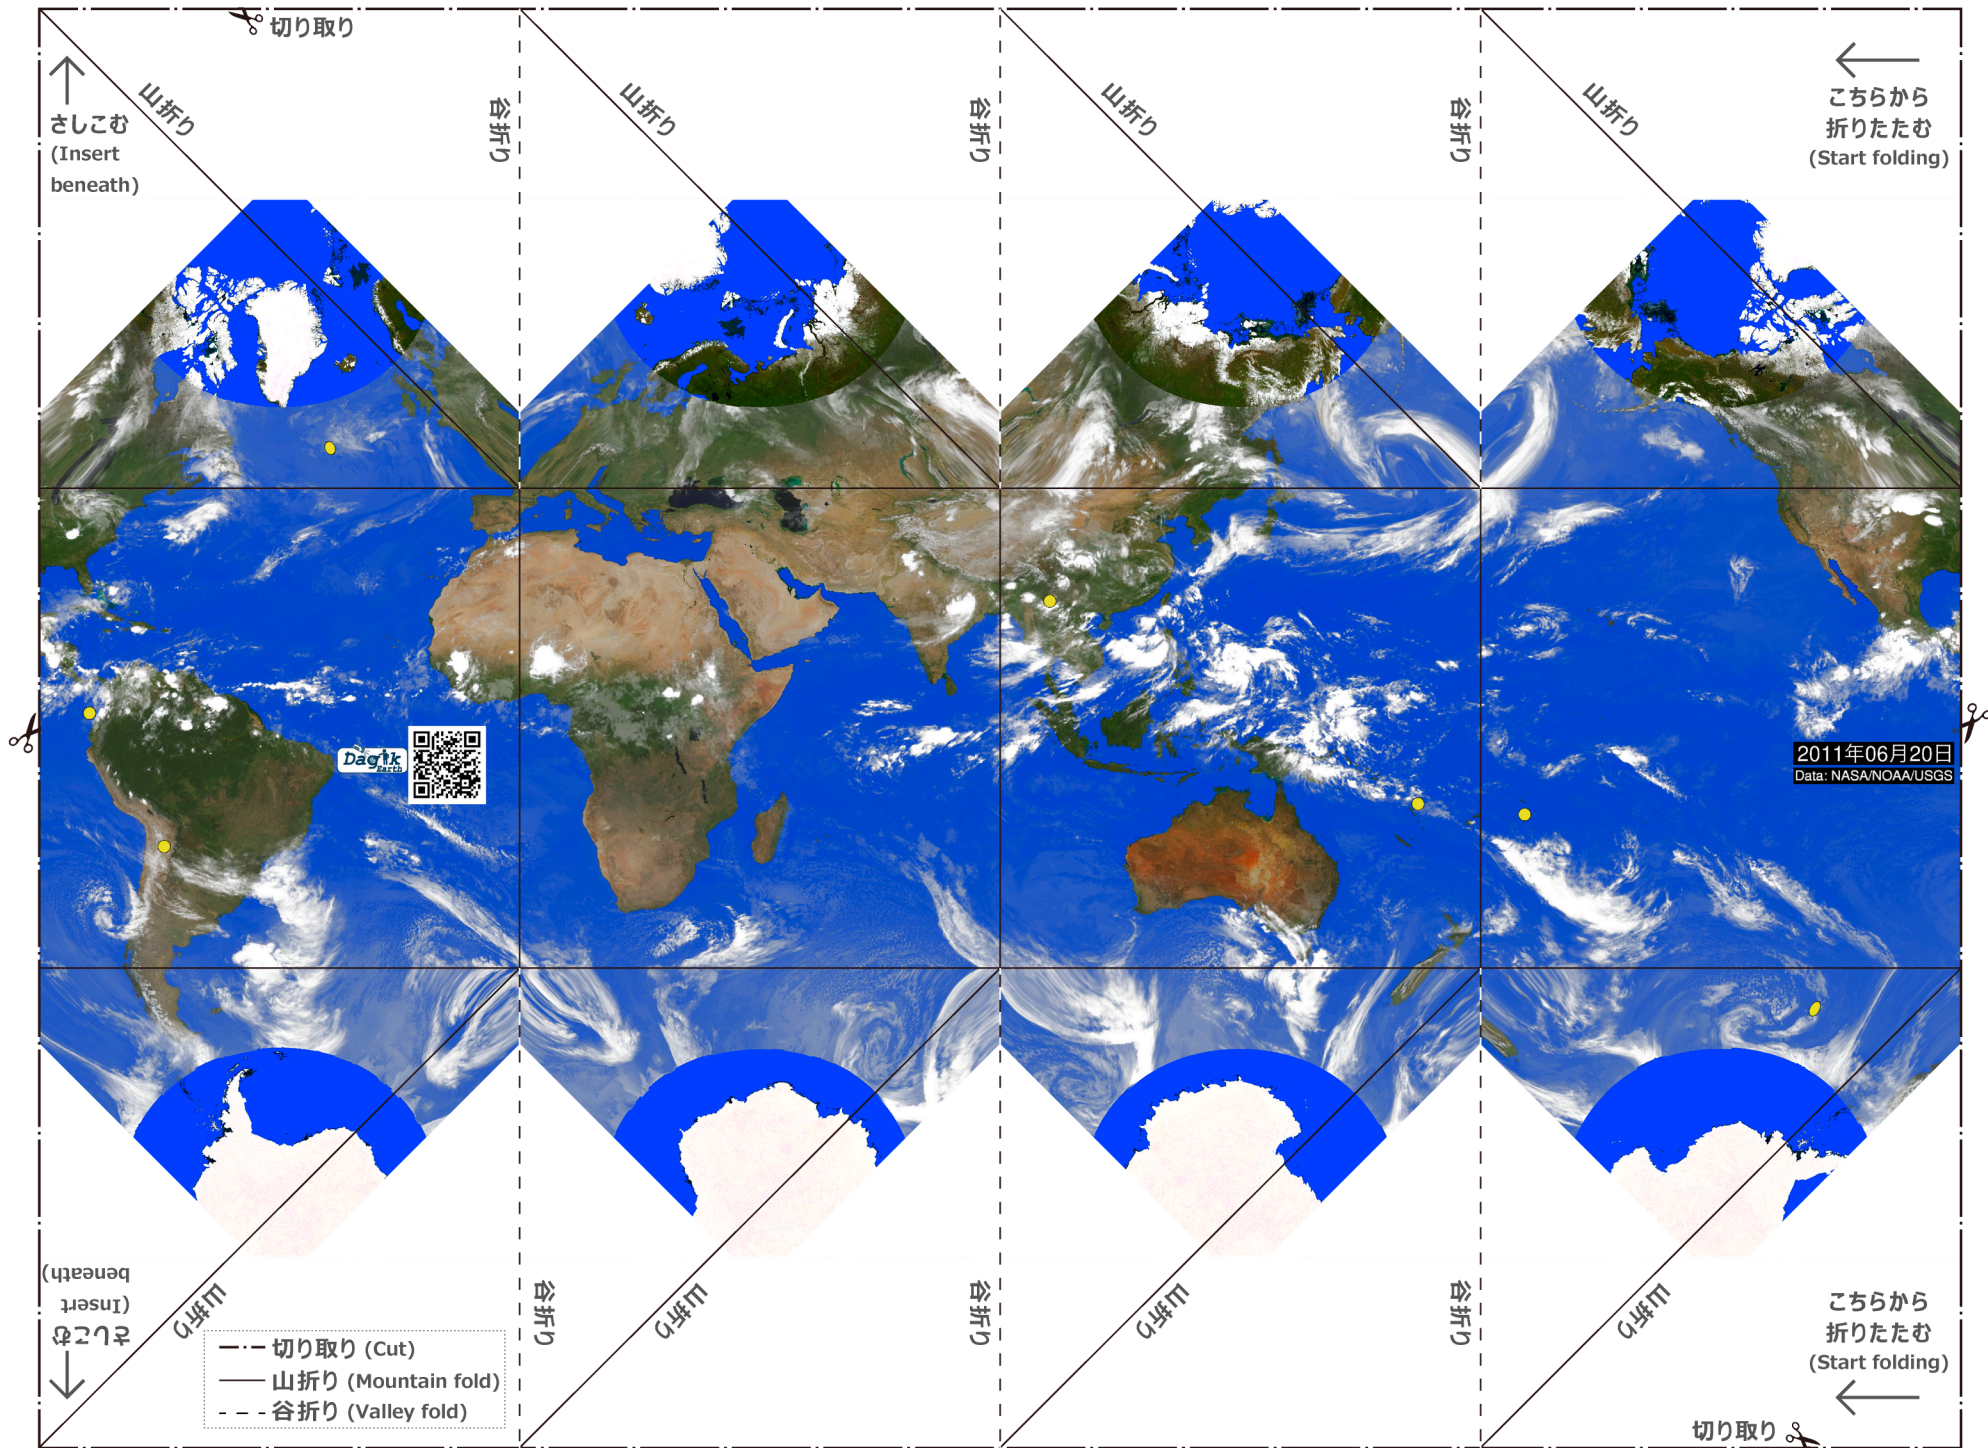 切り取り
山折り
谷折り
山折り
谷折り
山折り
谷折り
山折り
さしこむ
(Insert
beneath)
こちらから
折りたたむ
(Start folding)
Dagik
Earth
2011年06月20日
Data: NASA/NOAA/USGS
さしこむ
(Insert
beneath)
山折り
谷折り
山折り
谷折り
山折り
谷折り
山折り
こちらから
折りたたむ
(Start folding)
切り取り (Cut)
山折り (Mountain fold)
谷折り (Valley fold)
切り取り